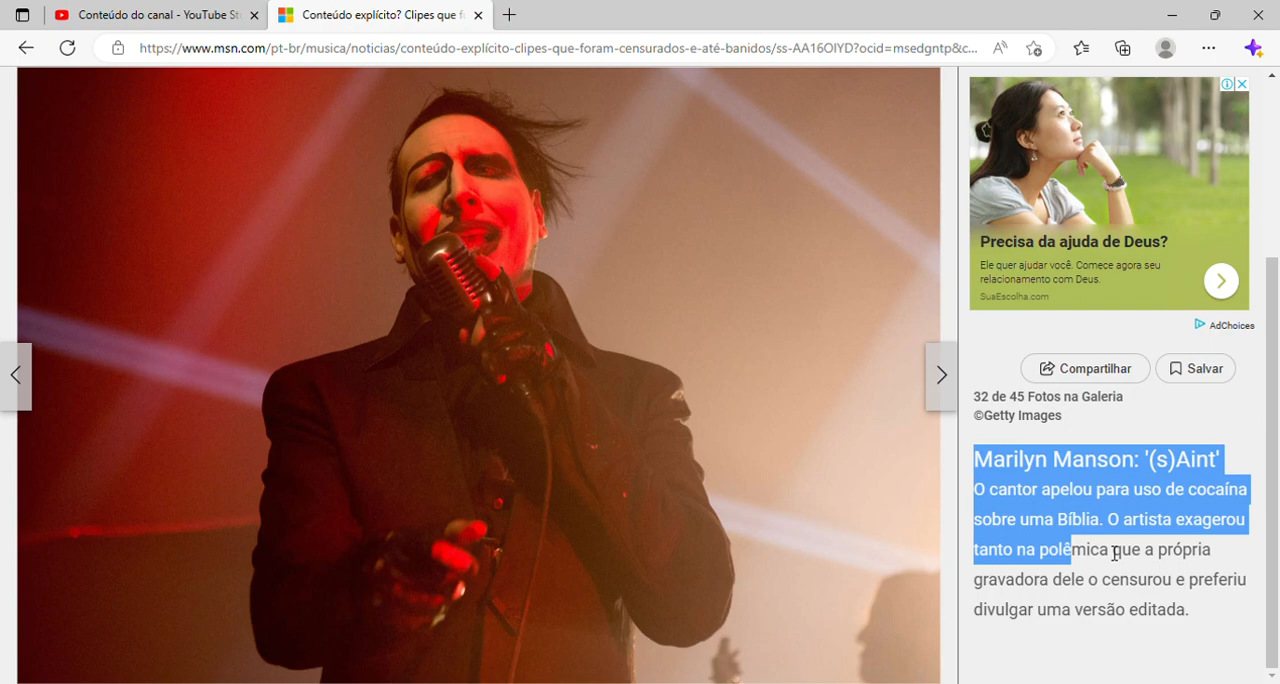 Conteúdo do canal - YouTube St
Conteúdo explícito? Clipes que f
https://www.msn.com/pt-br/musica/noticias/conteúdo-explícito-clipes-que-foram-censurados-e-até-banidos/ss-AA16OIYD?ocid=msedgntp&c...
Precisa da ajuda de Deus?
Ele quer ajudar você. Comece agora seu
relacionamento com Deus.
SuaEscolha.com
AdChoices
Compartilhar
Salvar
32 de 45 Fotos na Galeria
©Getty Images
Marilyn Manson: '(s)Aint'
O cantor apelou para uso de cocaína
sobre uma Bíblia. O artista exagerou
tanto na polêmica que a própria
gravadora dele o censurou e preferiu
divulgar uma versão editada.